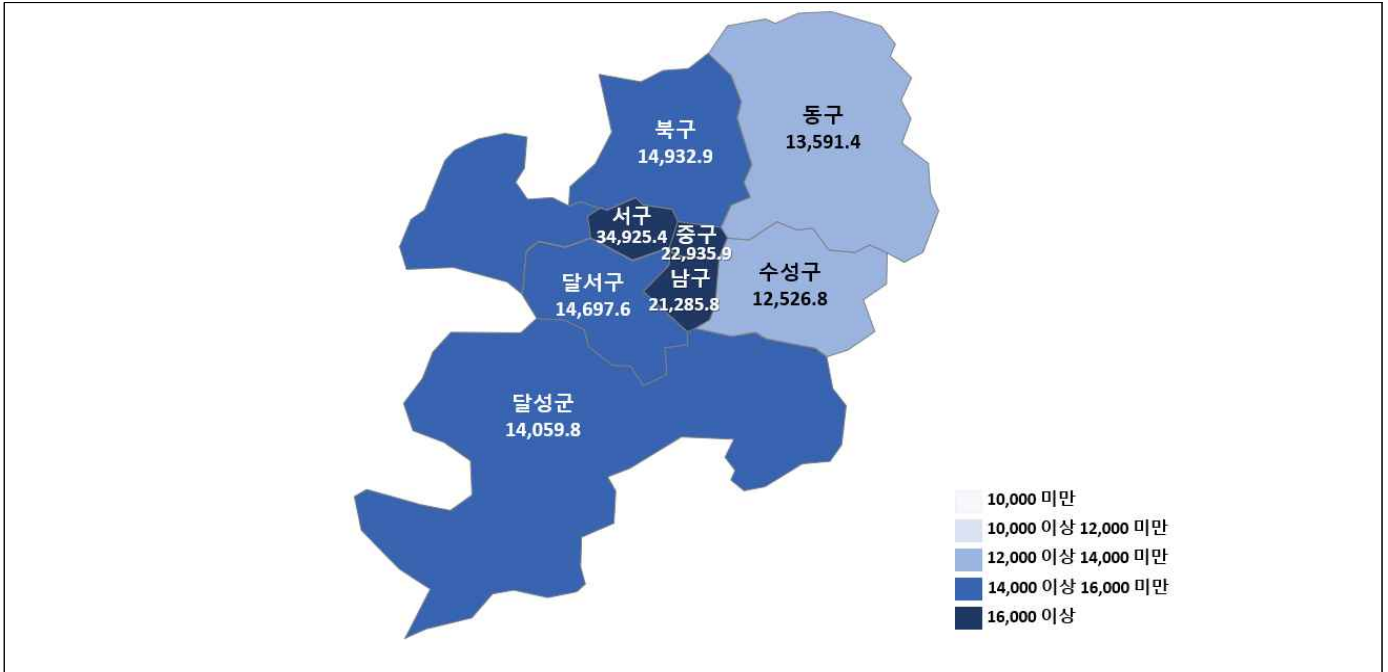 동구
13,591.4
북구
14,932.9
서구
34,925.4
중구
22,935.9
남구
21,285.8
수성구
12,526.8
달서구
14,697.6
달성군
14,059.8
10,000 미만
10,000 이상 12,000 미만
12,000 이상 14,000 미만
14,000 이상 16,000 미만
16,000 이상